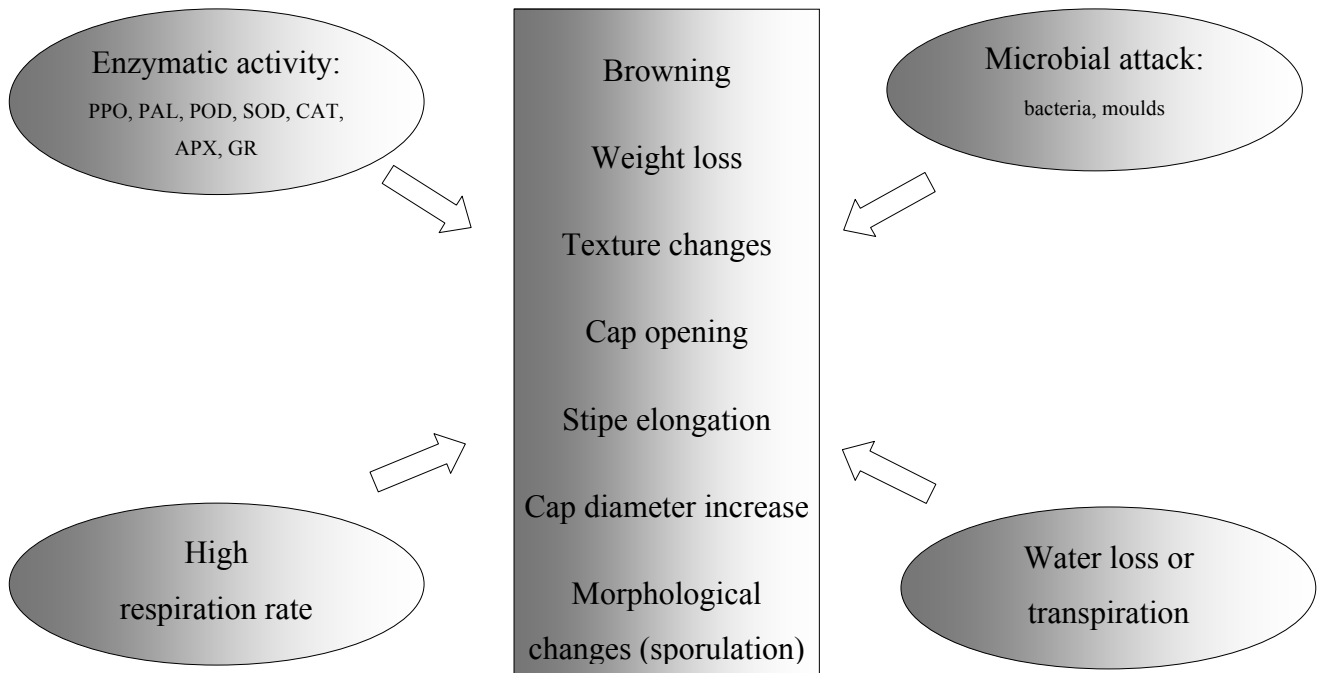 Enzymatic activity:
PPO, PAL, POD, SOD, CAT,
APX, GR
Browning
Weight loss
Texture changes
Cap opening
Stipe elongation
Cap diameter increase
Morphological
changes (sporulation)
Microbial attack:
bacteria, moulds
High
respiration rate
Water loss or
transpiration